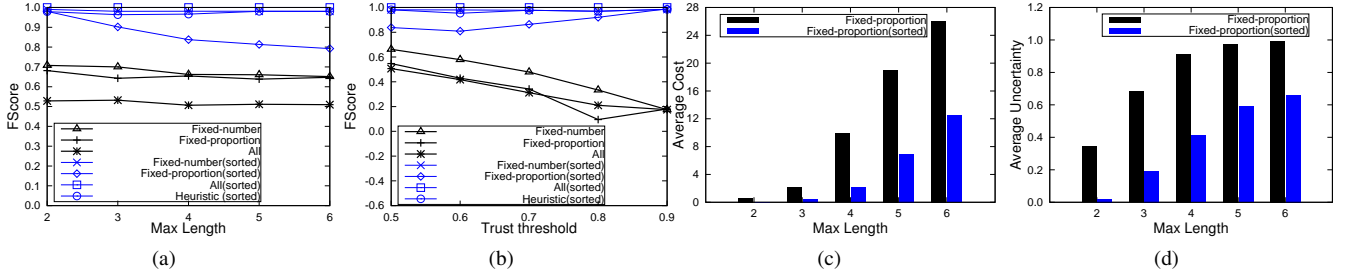 FScore
1.0
0.9
0.8
0.7
0.6
0.5
0.4
0.3
0.2
0.1
0.0
Fixed-number
Fixed-proportion
All
Fixed-number(sorted)
Fixed-proportion(sorted)
All(sorted)
Heuristic (sorted)
2 3 4 5 6
Max Length
(a)
FScore
1.0
0.8
0.6
0.4
0.2
0.0
-0.2
-0.4
-0.6
Fixed-number
Fixed-proportion
All
Fixed-number(sorted)
Fixed-proportion(sorted)
All(sorted)
Heuristic(sorted)
0.5 0.6 0.7 0.8 0.9
Trust threshold
(b)
Average Cost
28
24
20
16
12
8
4
0
Fixed-proportion
Fixed-proportion(sorted)
2 3 4 5 6
Max Length
(c)
Average Uncertainty
1.2
1.0
0.8
0.6
0.4
0.2
0.0
Fixed-proportion
Fixed-proportion(sorted)
2 3 4 5 6
Max Length
(d)